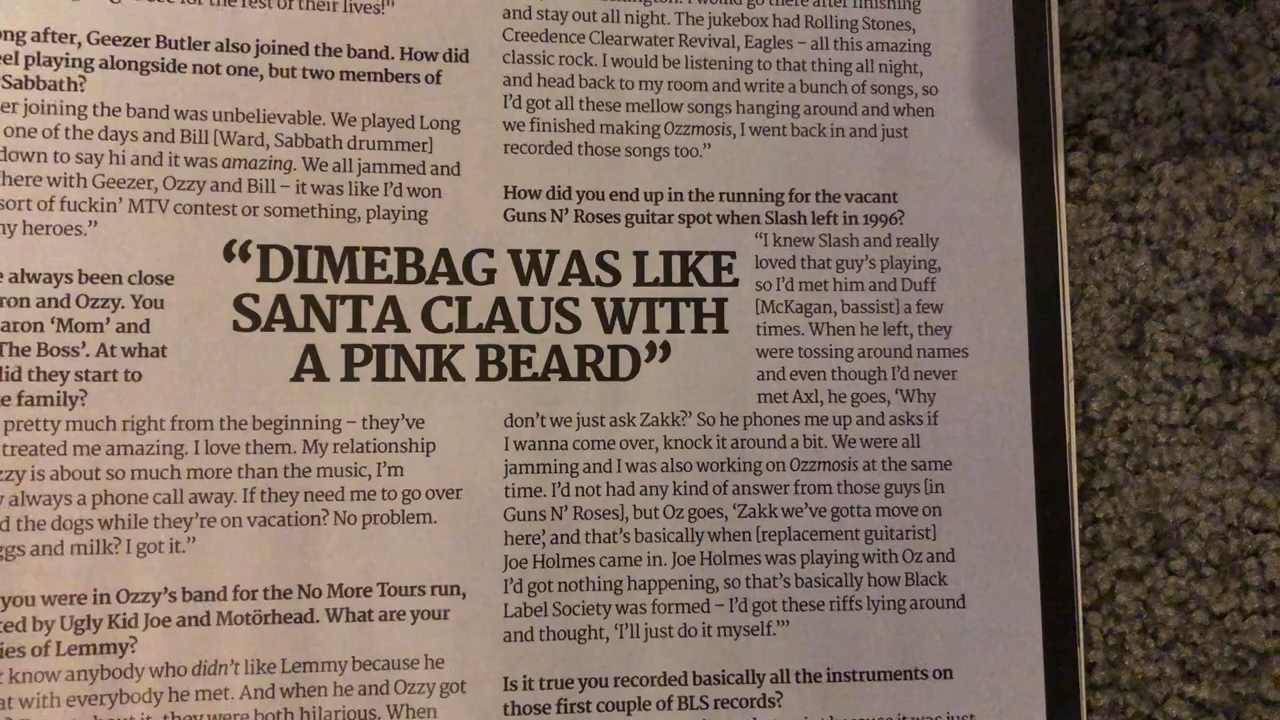 for the rest of their lives!”
ong after, Geezer Butler also joined the band. How did
eel playing alongside not one, but two members of
Sabbath?
er joining the band was unbelievable. We played Long
one of the days and Bill [Ward, Sabbath drummer]
down to say hi and it was amazing. We all jammed and
here with Geezer, Ozzy and Bill – it was like I’d won
sort of fuckin’ MTV contest or something, playing
my heroes.”
e always been close
ron and Ozzy. You
aron ‘Mom’ and
The Boss’. At what
did they start to
e family?
pretty much right from the beginning – they’ve
treated me amazing. I love them. My relationship
zzy is about so much more than the music, I’m
y always a phone call away. If they need me to go over
d the dogs while they’re on vacation? No problem.
ggs and milk? I got it.”
you were in Ozzy’s band for the No More Tours run,
ted by Ugly Kid Joe and Motörhead. What are your
ies of Lemmy?
t know anybody who didn’t like Lemmy because he
at with everybody he met. And when he and Ozzy got
it, they were both hilarious. When
“DIMEBAG WAS LIKE
SANTA CLAUS WITH
A PINK BEARD”
I would go there after finishing
and stay out all night. The jukebox had Rolling Stones,
Creedence Clearwater Revival, Eagles – all this amazing
classic rock. I would be listening to that thing all night,
and head back to my room and write a bunch of songs, so
I’d got all these mellow songs hanging around and when
we finished making Ozzmosis, I went back in and just
recorded those songs too.”
How did you end up in the running for the vacant
Guns N’ Roses guitar spot when Slash left in 1996?
“I knew Slash and really
loved that guy’s playing,
so I’d met him and Duff
[McKagan, bassist] a few
times. When he left, they
were tossing around names
and even though I’d never
met Axl, he goes, ‘Why
don’t we just ask Zakk?’ So he phones me up and asks if
I wanna come over, knock it around a bit. We were all
jamming and I was also working on Ozzmosis at the same
time. I’d not had any kind of answer from those guys [in
Guns N’ Roses], but Oz goes, ‘Zakk we’ve gotta move on
here’, and that’s basically when [replacement guitarist]
Joe Holmes came in. Joe Holmes was playing with Oz and
I’d got nothing happening, so that’s basically how Black
Label Society was formed – I’d got these riffs lying around
and thought, ‘I’ll just do it myself.’”
Is it true you recorded basically all the instruments on
those first couple of BLS records?